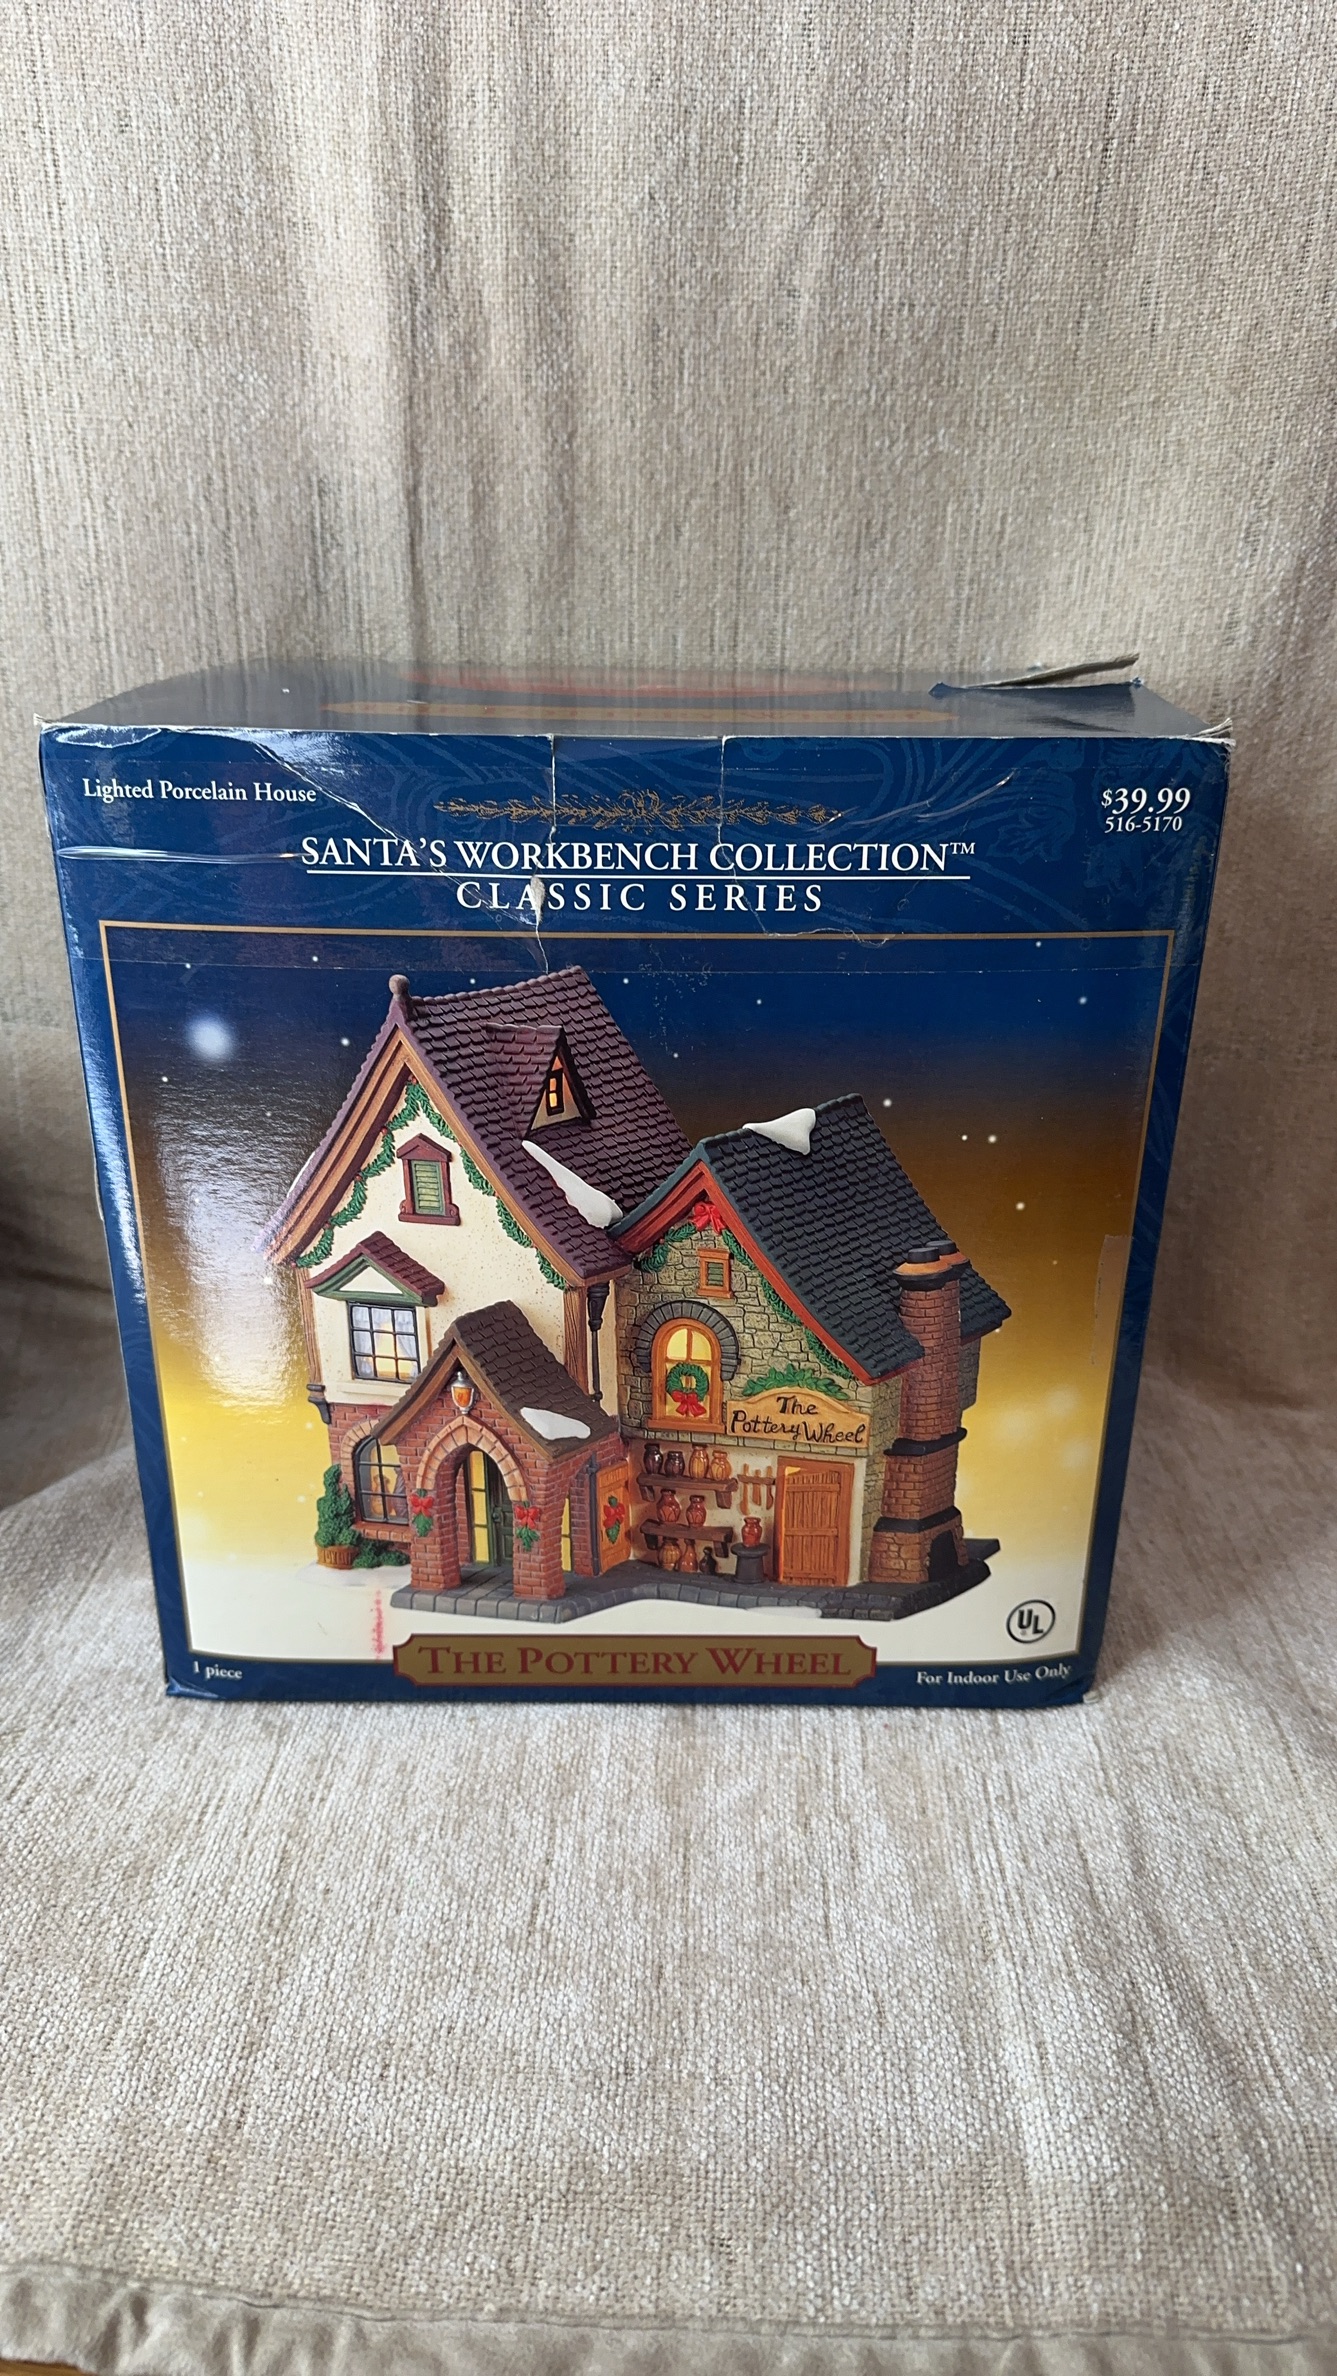 Lighted Porcelain House
$39.99
516-5170
SANTA'S WORKBENCH COLLECTION™
CLASSIC SERIES
The
Pottery Wheel
UL
THE POTTERY WHEEL
1 piece
For Indoor Use Only